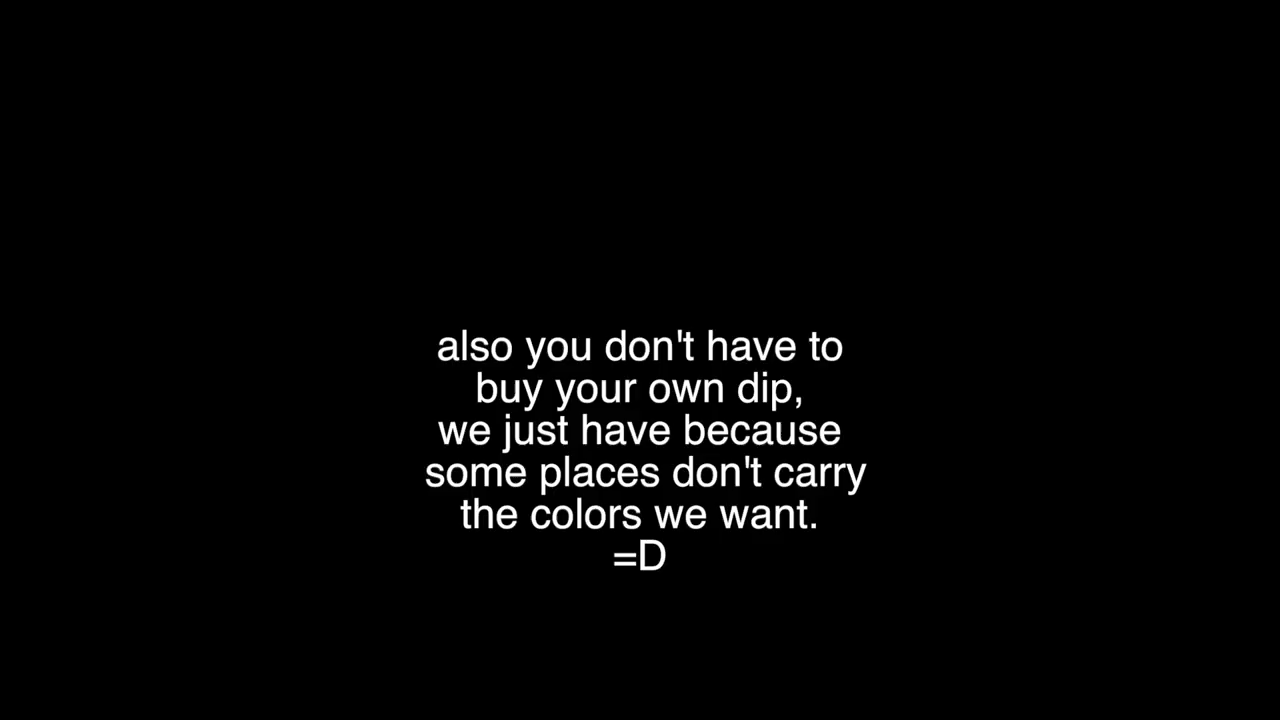 also you don't have to
buy your own dip,
we just have because
some places don't carry
the colors we want.
=D